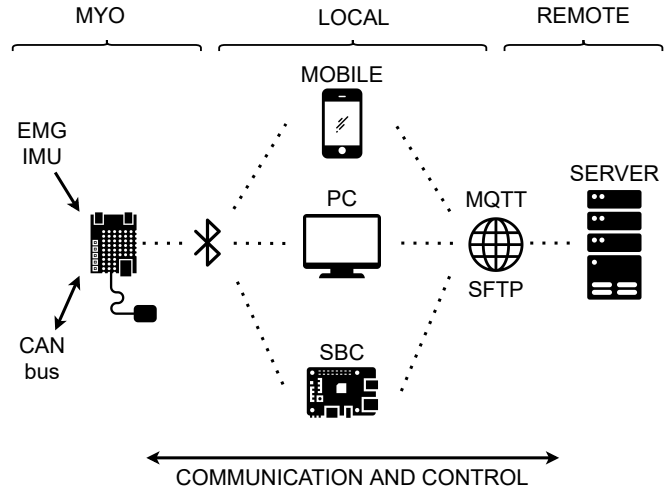 MYO
LOCAL
REMOTE
MOBILE
EMG
IMU
PC
MQTT
SERVER
SFTP
CAN
bus
SBC
COMMUNICATION AND CONTROL